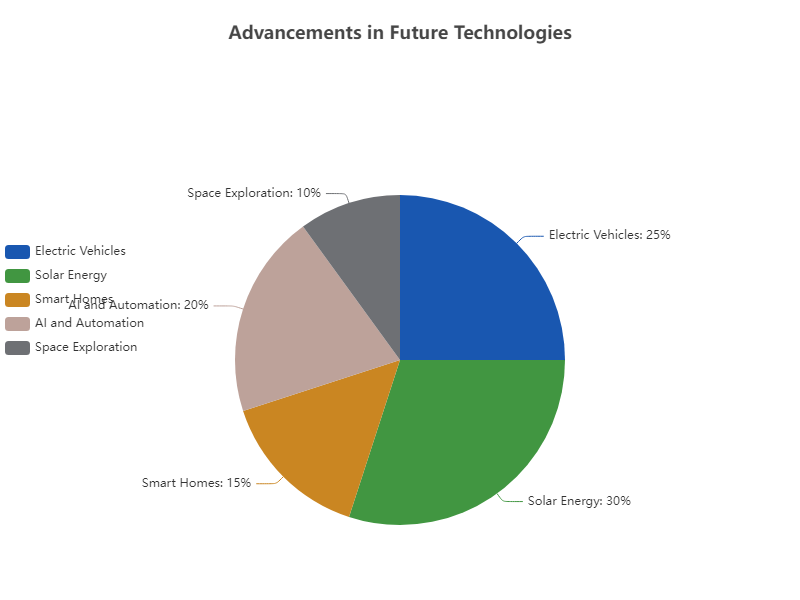 Advancements in Future Technologies
Space Exploration: 10%
Electric Vehicles: 25%
Electric Vehicles
Solar Energy
Smart Homes
AI and Automation: 20%
AI and Automation
Space Exploration
Smart Homes: 15%
Solar Energy: 30%